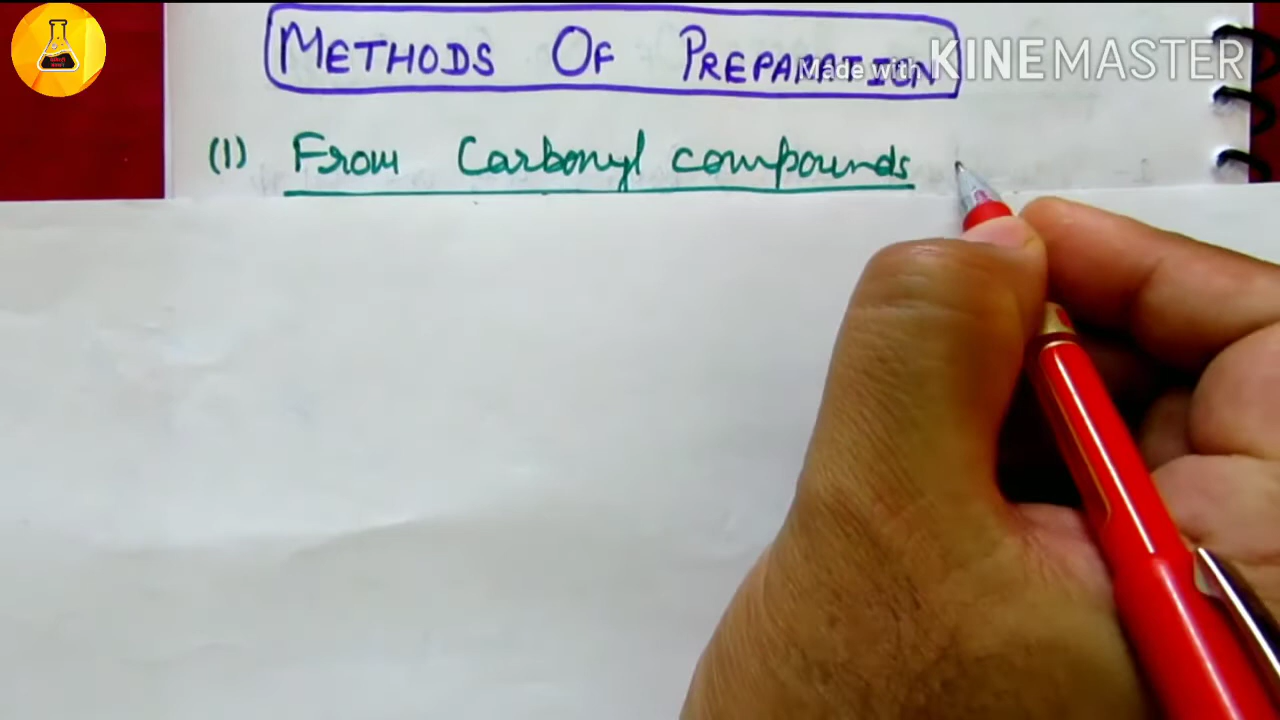 METHODS OF PREPARATION
Made with KINEMASTER
(1) From Carbonyl compounds